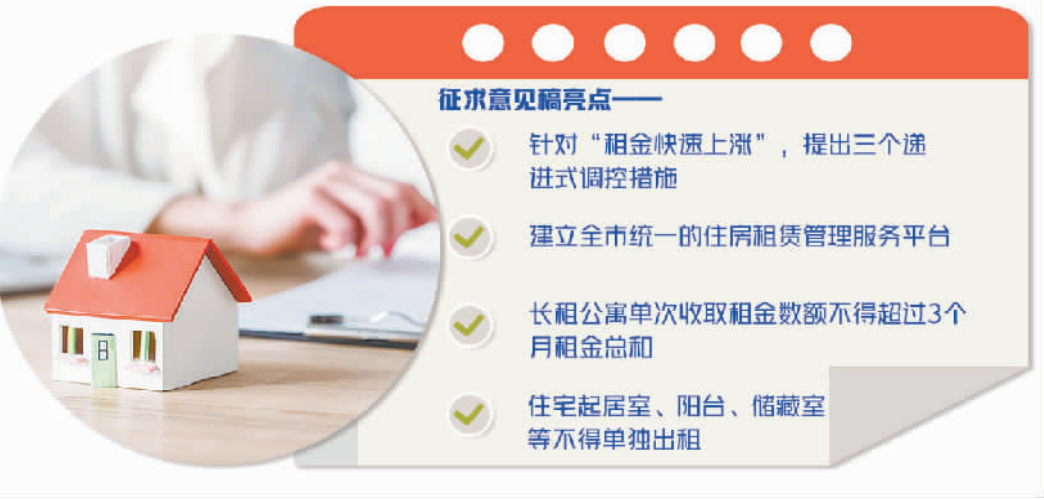 征求意见稿亮点——
针对“租金快速上涨”，提出三个递
进式调控措施
建立全市统一的住房租赁管理服务平台
长租公寓单次收取租金数额不得超过3个
月租金总和
住宅起居室、阳台、储藏室
等不得单独出租